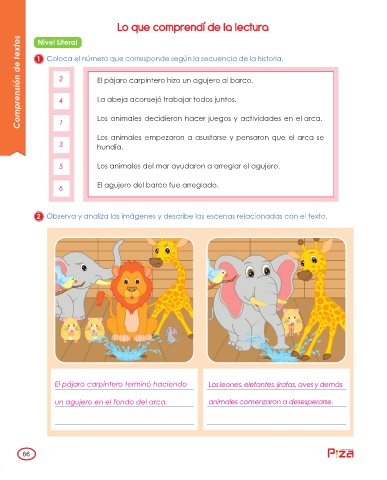 Lo que comprendí de la lectura
Comprensión de textos
Nivel Literal
1 Coloca el número que corresponde según la secuencia de la historia.
2 El pájaro carpintero hizo un agujero al barco.
4 La abeja aconsejó trabajar todos juntos.
1 Los animales decidieron hacer juegos y actividades en el arca.
3 Los animales empezaron a asustarse y pensaron que el arca se
hundía.
5 Los animales del mar ayudaron a arreglar el agujero.
6 El agujero del barco fue arreglado.
2 Observa y analiza las imágenes y describe las escenas relacionadas con el texto.
El pájaro carpintero terminó haciendo
un agujero en el fondo del arca.
Los leones, elefantes, jirafas, aves y demás
animales comenzaron a desesperarse.
66
Piza